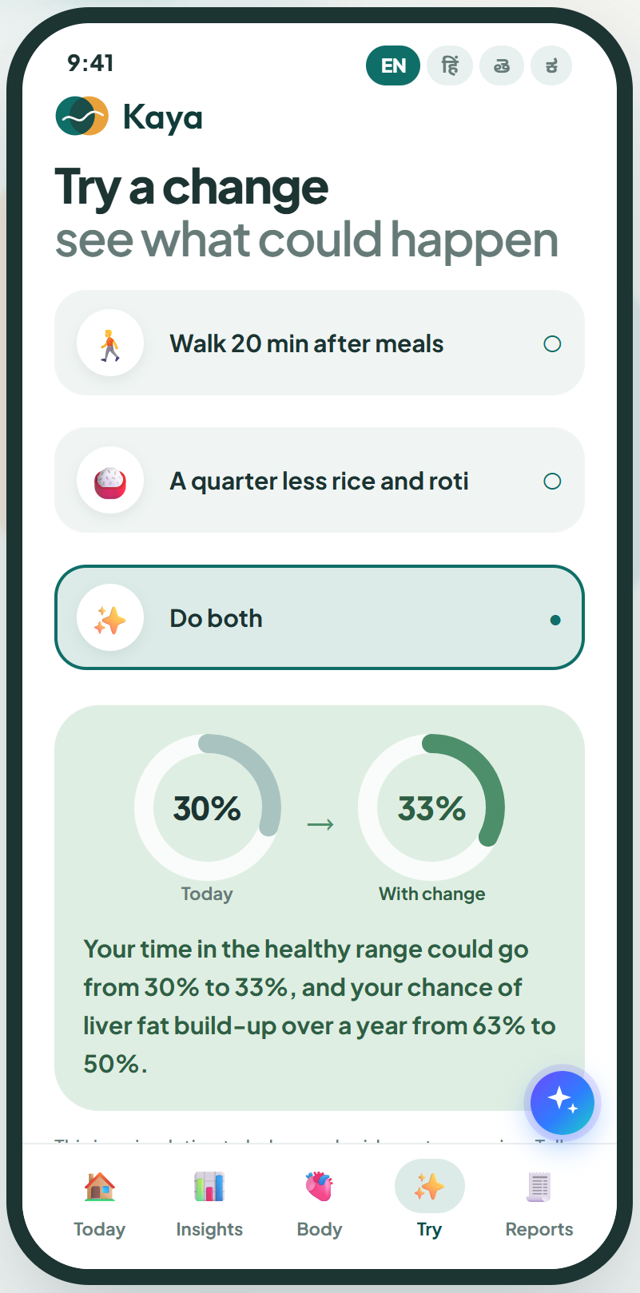 9:41
EN
हिं
తె
ಕ
Kaya
Try a change
see what could happen
Walk 20 min after meals
A quarter less rice and roti
Do both
30%
→
33%
Today
With change
Your time in the healthy range could go
from 30% to 33%, and your chance of
liver fat build-up over a year from 63% to
50%.
Today
Insights
Body
Try
Reports